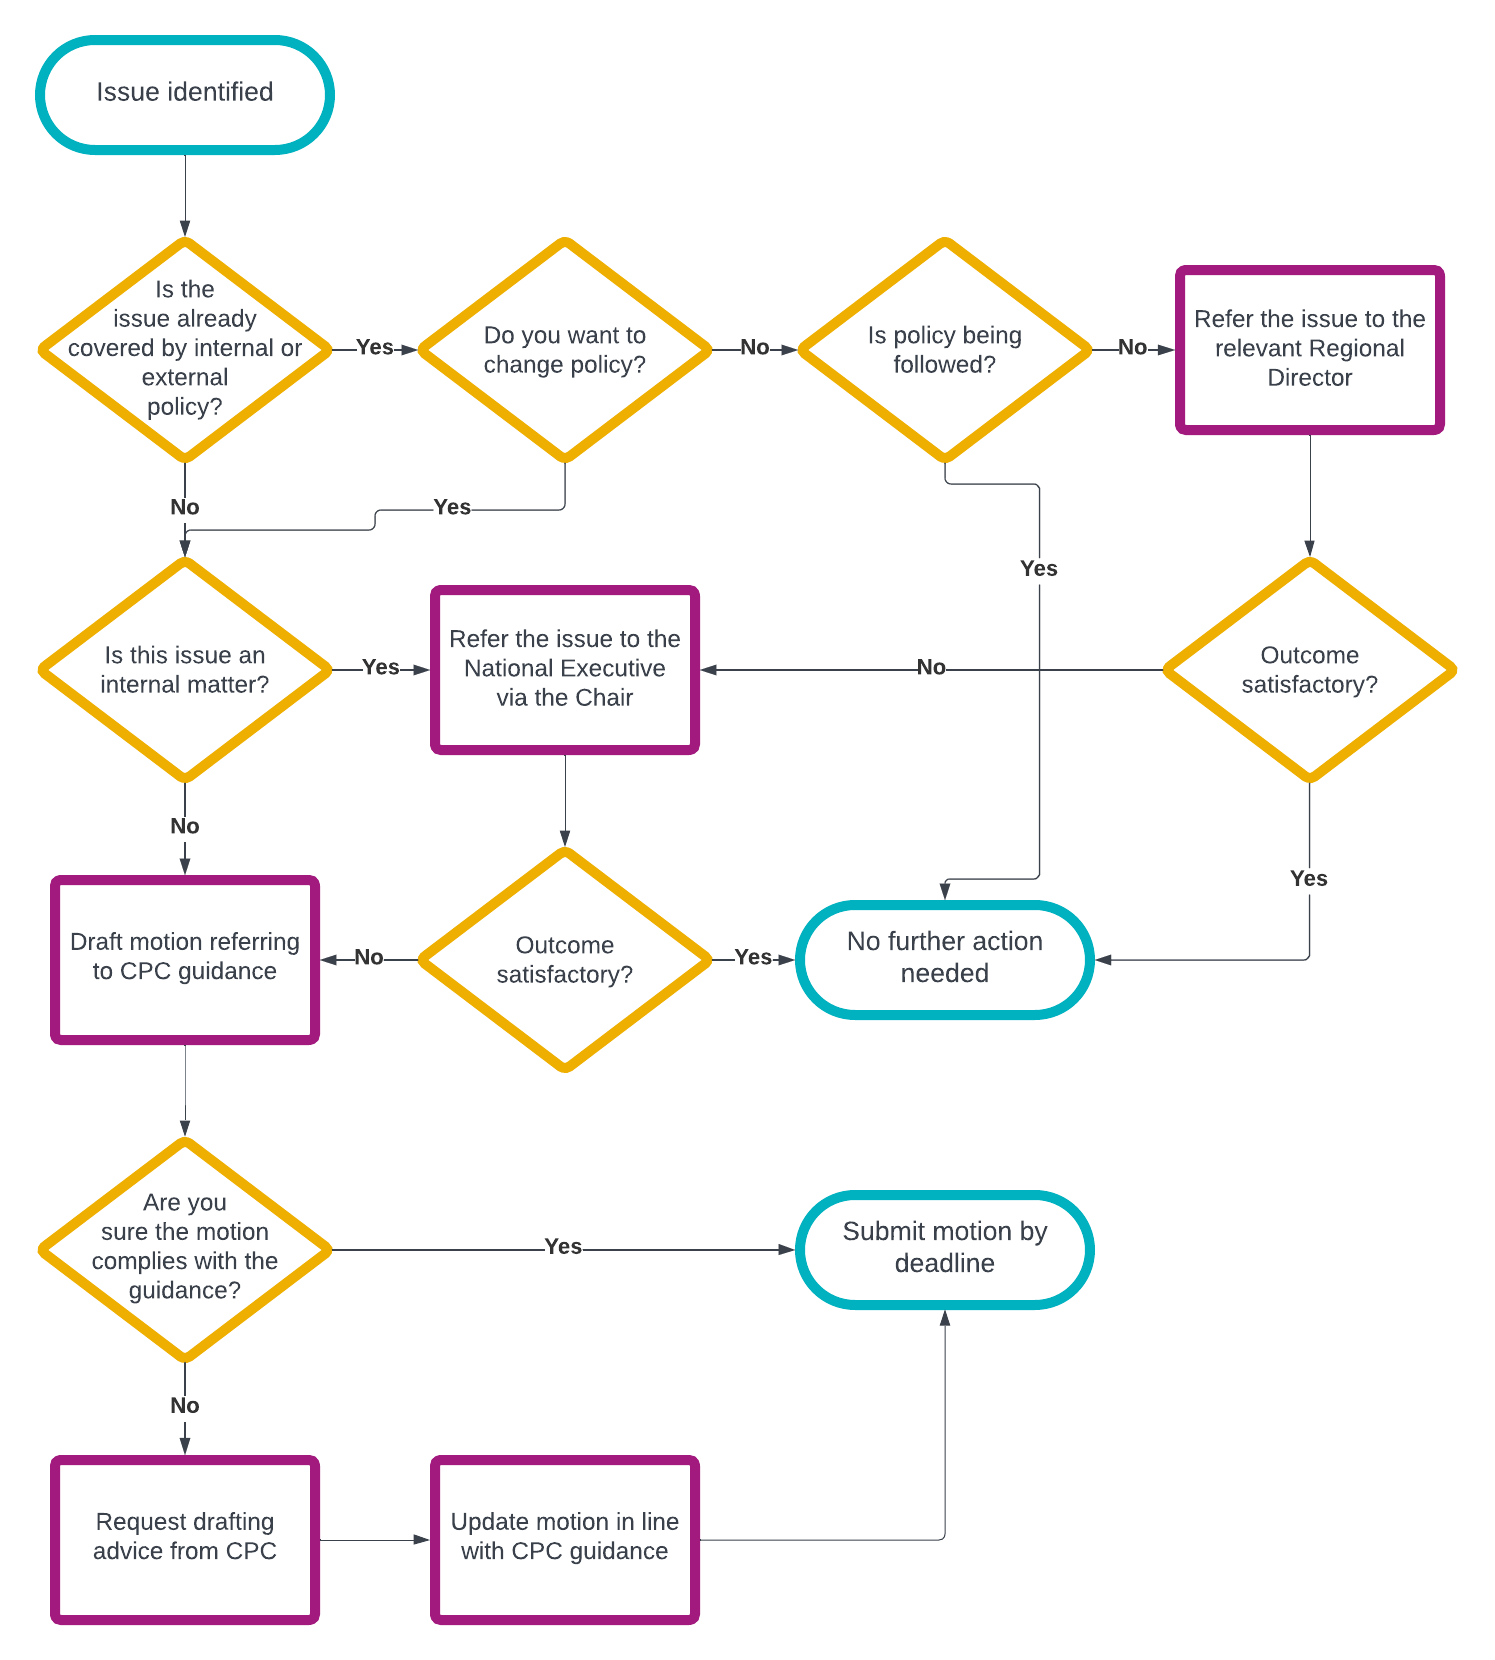 Issue identified
Is the
issue already
covered by internal or
external
policy?
Yes
Do you want to
change policy?
No
Is policy being
followed?
No
Refer the issue to the
relevant Regional
Director
No
Yes
Yes
Is this issue an
internal matter?
Yes
Refer the issue to the
National Executive
via the Chair
No
Outcome
satisfactory?
No
Yes
Draft motion referring
to CPC guidance
No
Outcome
satisfactory?
Yes
No further action
needed
Are you
sure the motion
complies with the
guidance?
Yes
Submit motion by
deadline
No
Request drafting
advice from CPC
Update motion in line
with CPC guidance